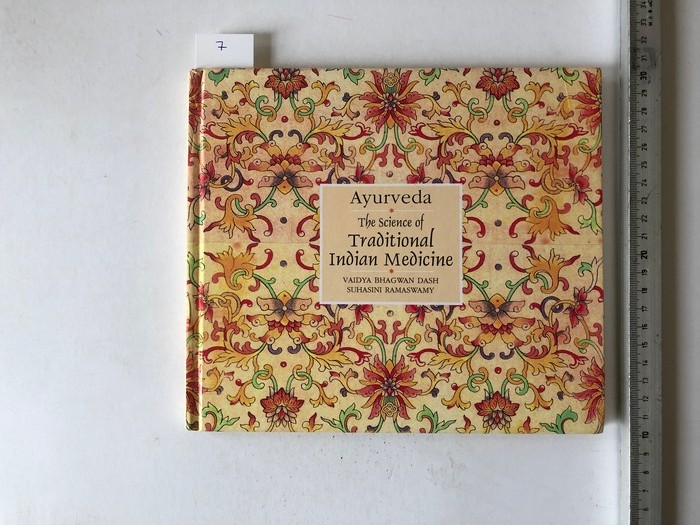 7
Ayurveda
The Science of
Traditional
Indian Medicine
VAIDYA BHAGWAN DASH
SUHASINI RAMASWAMY